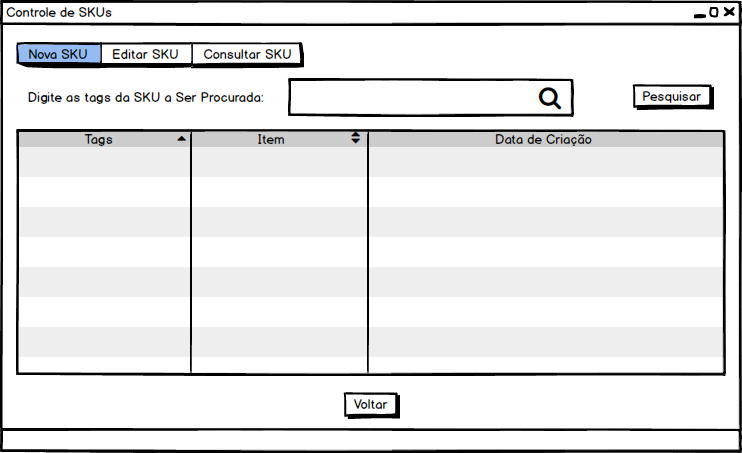 Controle de SKUs
Nova SKU Editar SKU Consultar SKU
Digite as tags da SKU a Ser Procurada: Pesquisar
Tags Item Data de Criação
Voltar